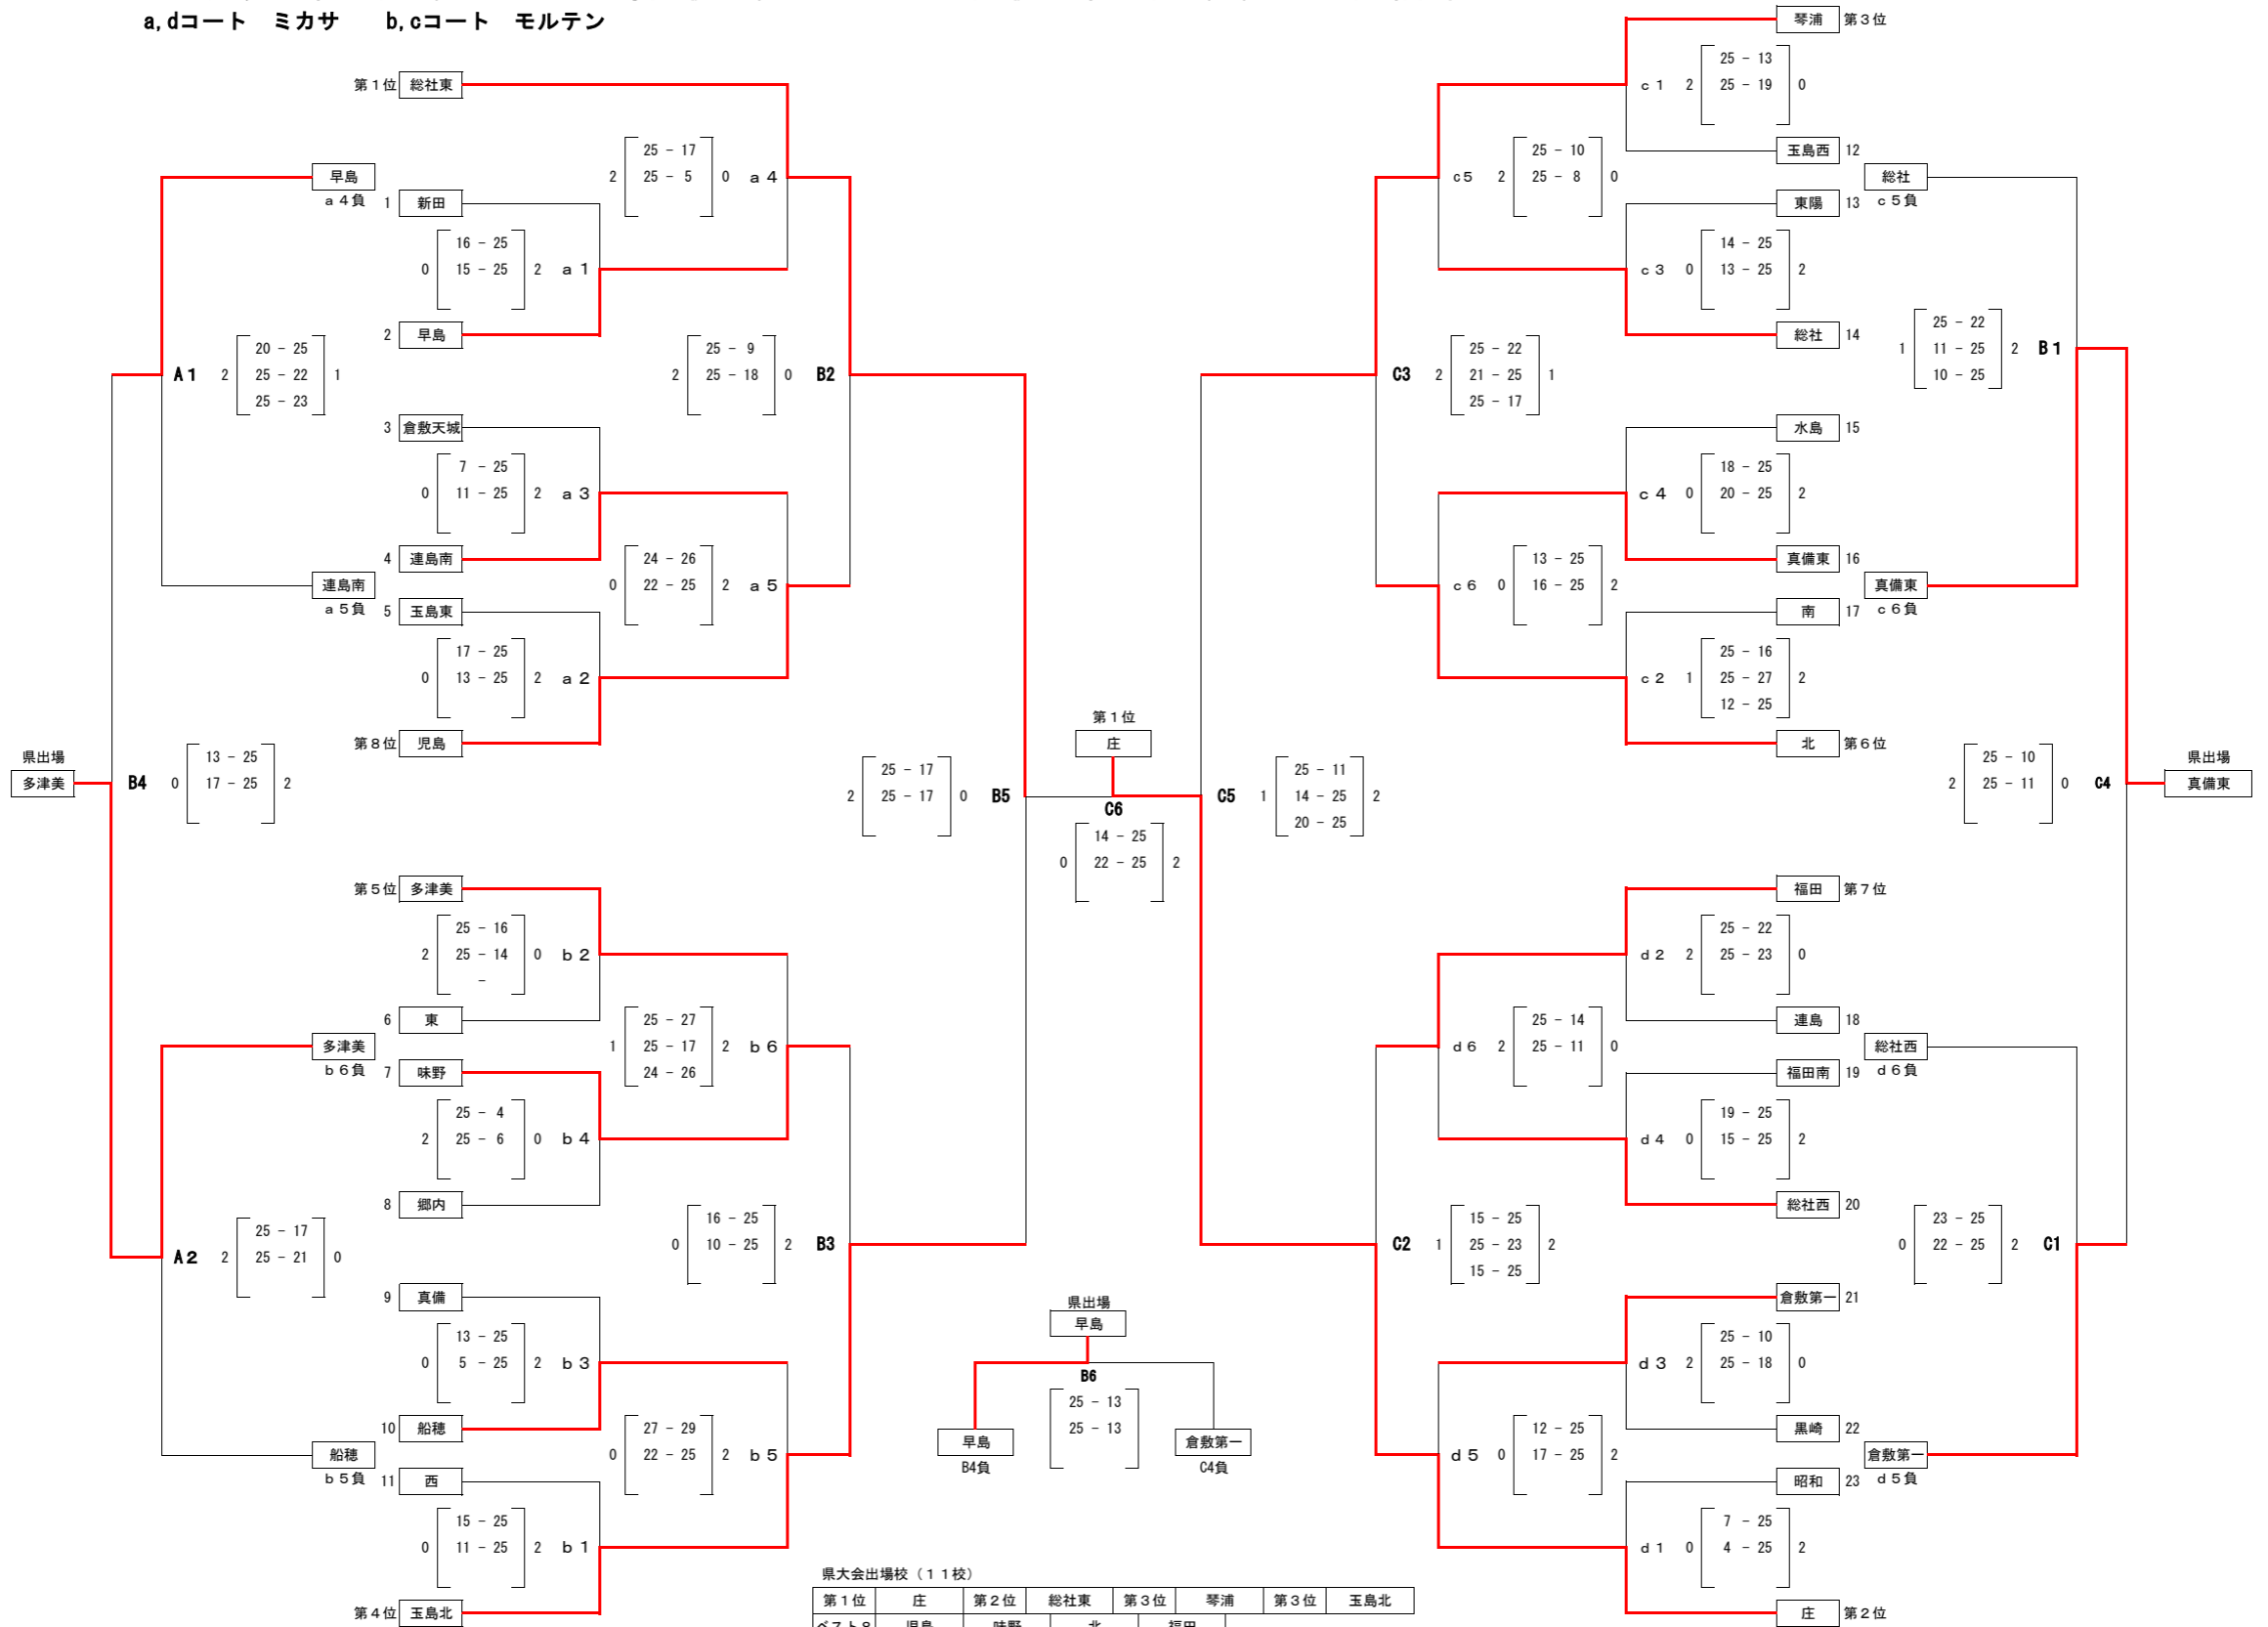 a,dコート　ミカサ　　b,cコート　モルテン
琴浦 第３位
c１ 2 25 - 13 0
25 - 19
玉島西 12
第１位 総社東
2 25 - 17 0 a４
25 - 5
早島
a４負
1 新田
0 16 - 25 2 a１
15 - 25
2 早島
A１ 2 20 - 25 1
25 - 22
25 - 23
2 25 - 9 0 B2
25 - 18
3 倉敷天城
0 7 - 25 2 a３
11 - 25
4 連島南
連島南
a５負
0 24 - 26 2 a５
22 - 25
5 玉島東
0 17 - 25 2 a２
13 - 25
第８位 児島
県出場
多津美
B4 0 13 - 25 2
17 - 25
2 25 - 17 0 B5
25 - 17
第５位 多津美
2 25 - 16 0 b２
25 - 14
-
6 東
多津美
b６負
1 25 - 27 2 b６
25 - 17
24 - 26
7 味野
2 25 - 4 0 b４
25 - 6
8 郷内
A２ 2 25 - 17 0
25 - 21
0 16 - 25 2 B3
10 - 25
9 真備
0 13 - 25 2 b３
5 - 25
10 船穂
船穂
b５負
0 27 - 29 2 b５
22 - 25
11 西
0 15 - 25 2 b１
11 - 25
第４位 玉島北
第１位
庄
C6
0 14 - 25 2
22 - 25
県出場
早島
B6
25 - 13
25 - 13
早島
B4負
倉敷第一
C4負
c5 2 25 - 10 0
25 - 8
総社
c５負
東陽 13
c３ 0 14 - 25 2
13 - 25
総社 14
C3 2 25 - 22 1
21 - 25
25 - 17
1 25 - 22 2 B１
11 - 25
10 - 25
水島 15
c４ 0 18 - 25 2
20 - 25
真備東 16
真備東
c６負
c６ 0 13 - 25 2
16 - 25
南 17
c２ 1 25 - 16 2
25 - 27
12 - 25
北 第６位
C5 1 25 - 11 2
14 - 25
20 - 25
2 25 - 10 0 C4
25 - 11
県出場
真備東
福田 第７位
d２ 2 25 - 22 0
25 - 23
連島 18
総社西
d６負
d６ 2 25 - 14 0
25 - 11
福田南 19
d４ 0 19 - 25 2
15 - 25
総社西 20
C2 1 15 - 25 2
25 - 23
15 - 25
0 23 - 25 2 C1
22 - 25
倉敷第一 21
d３ 2 25 - 10 0
25 - 18
黒崎 22
倉敷第一
d５負
d５ 0 12 - 25 2
17 - 25
昭和 23
d１ 0 7 - 25 2
4 - 25
庄 第２位
県大会出場校（１１校）
第１位 庄 第２位 総社東 第３位 琴浦 第３位 玉島北
ベスト８ 児島 味野 北 福田